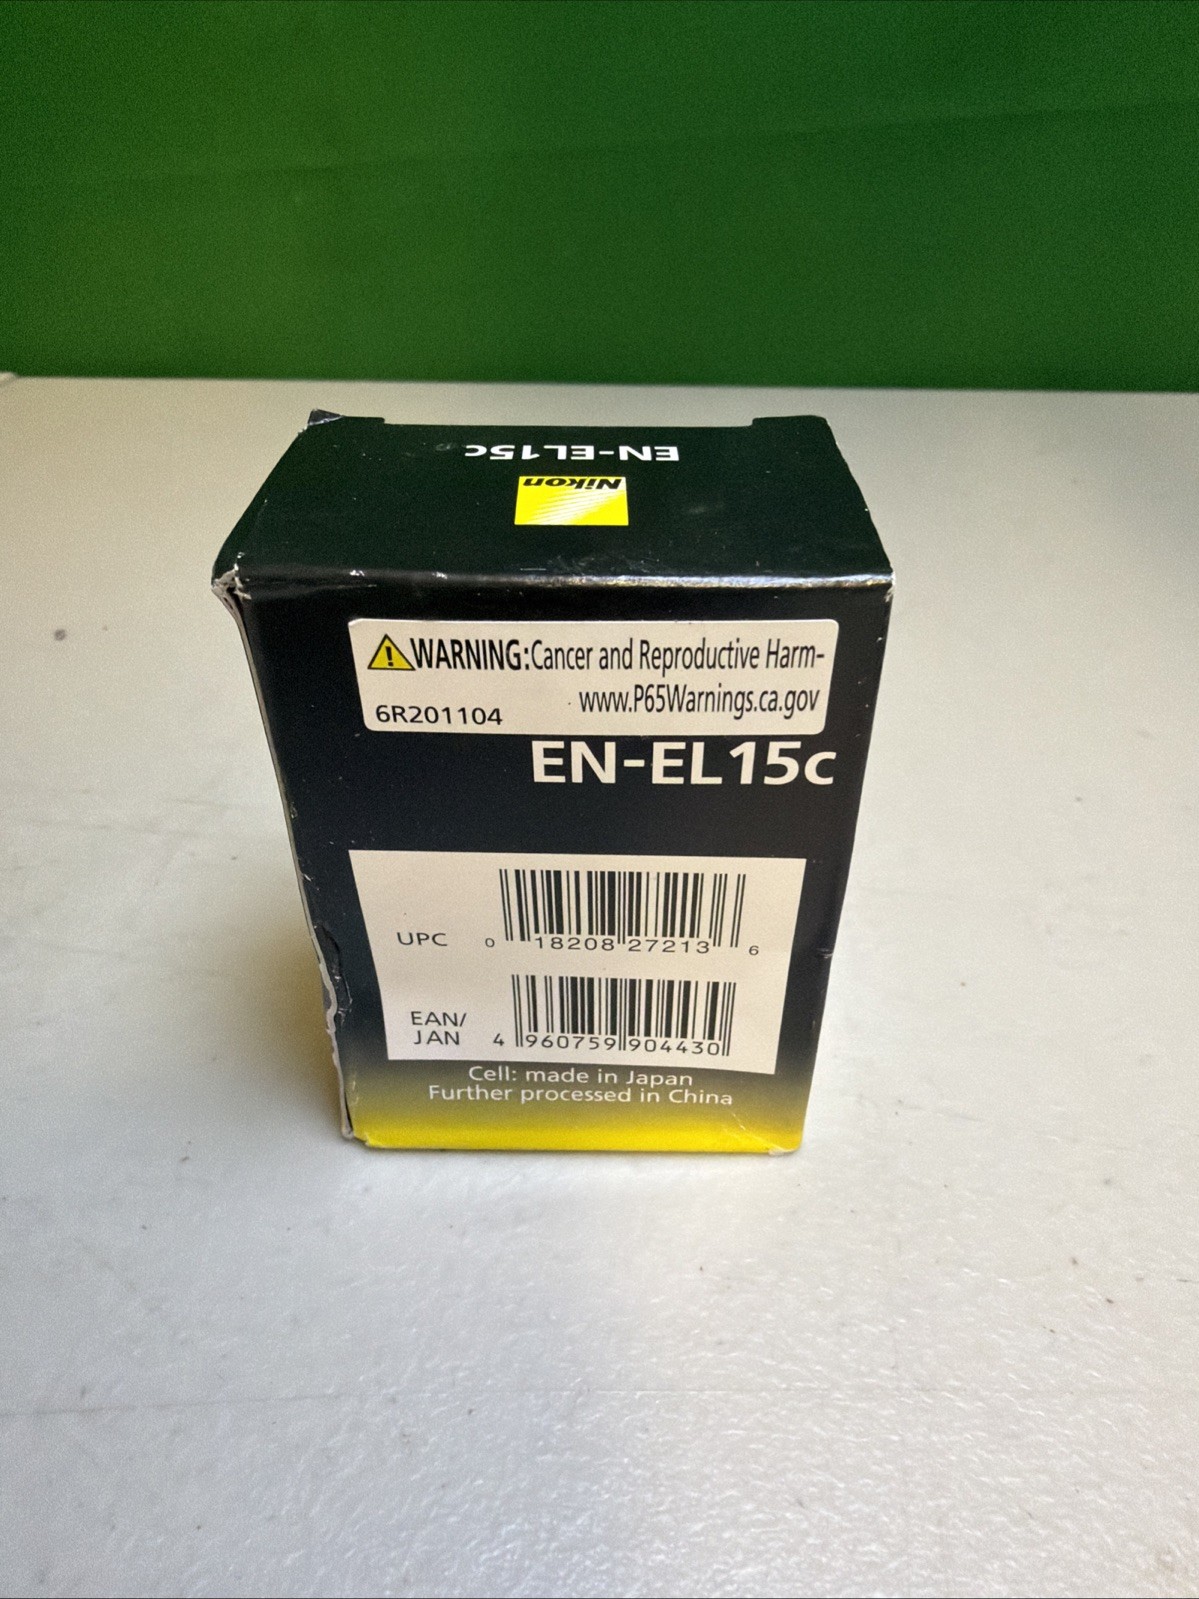 EN-EL15c
Nikon
WARNING:Cancer and Reproductive Harm-
www.P65Warnings.ca.gov
6R201104
EN-EL15c
UPC 0 18208 27213 6
EAN/
JAN 4 960759 904430
Cell: made in Japan
Further processed in China